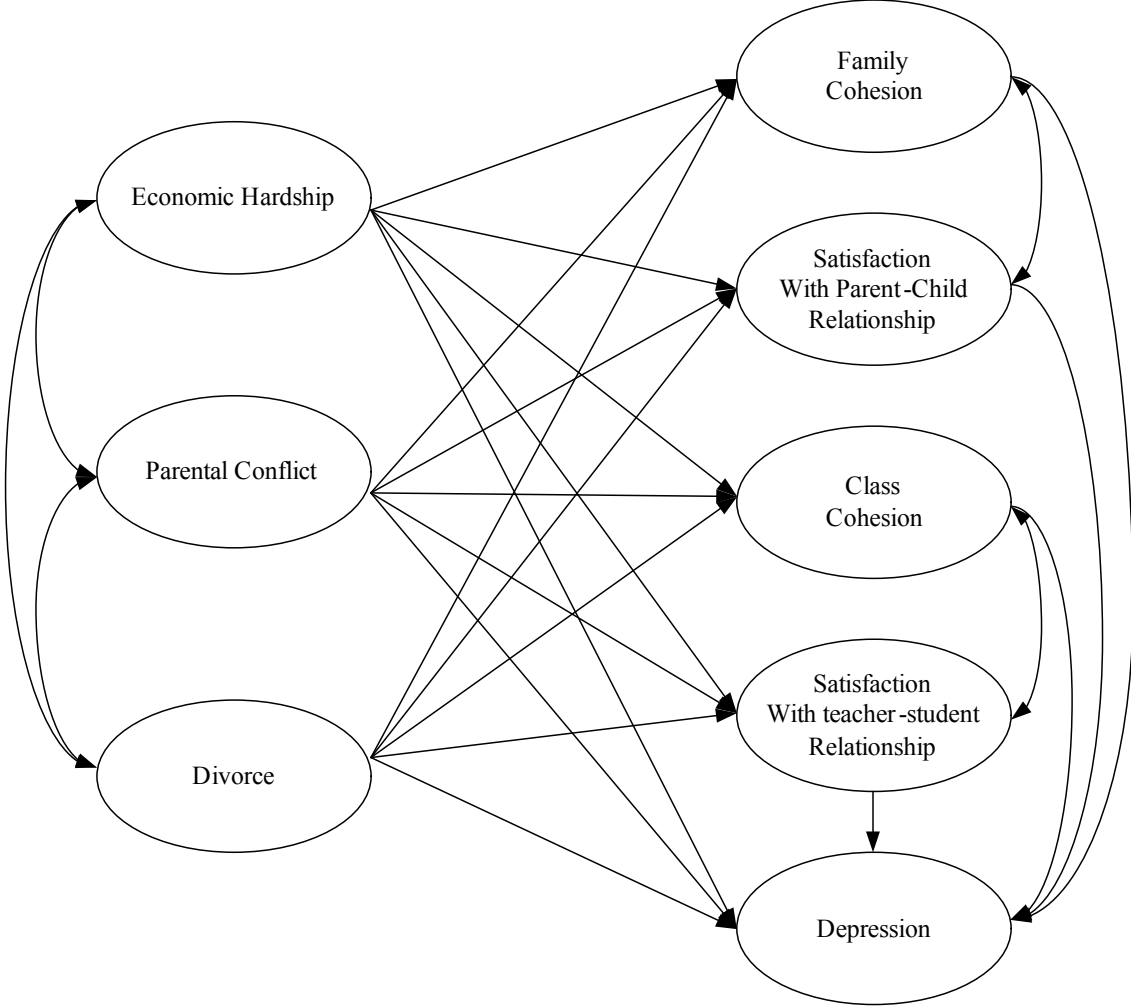 Economic Hardship
Parental Conflict
Divorce
Family
Cohesion
Satisfaction
With Parent-Child
Relationship
Class
Cohesion
Satisfaction
With teacher-student
Relationship
Depression